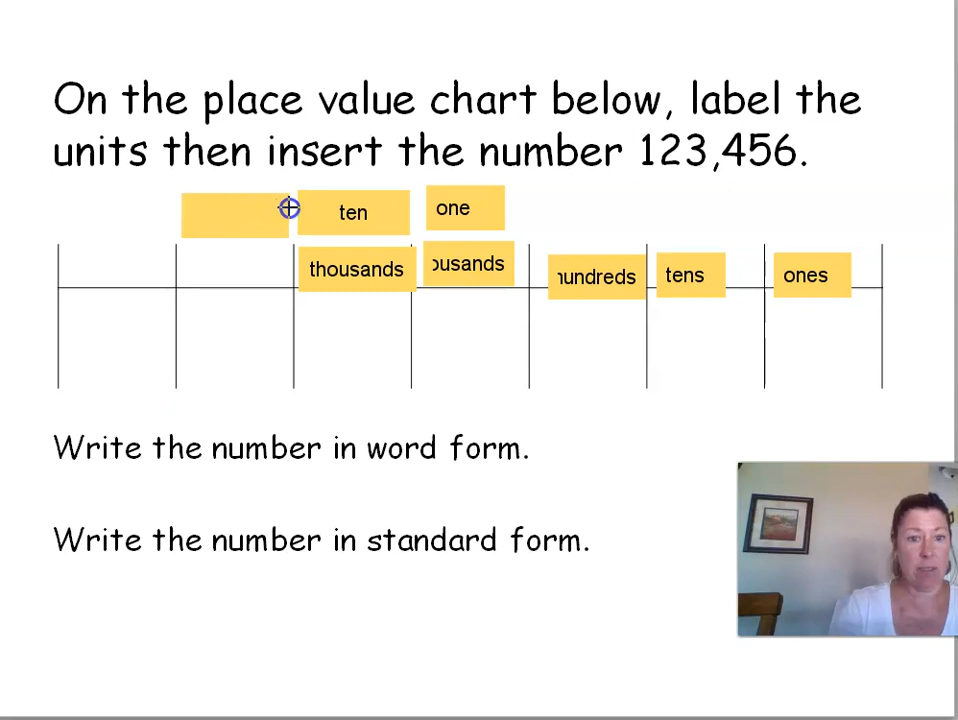 On the place value chart below, label the
units then insert the number 123,456.
ten one
thousands ousands hundreds tens ones
Write the number in word form.
Write the number in standard form.